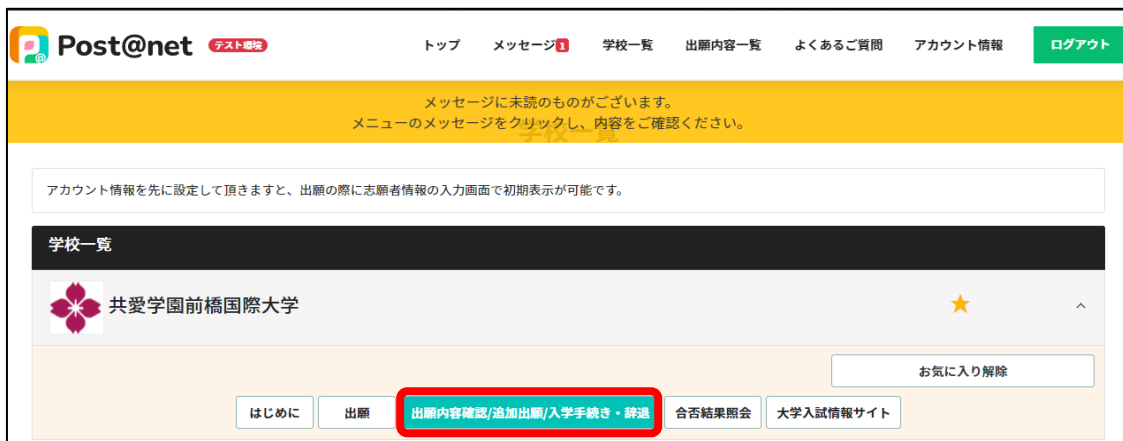 Post@net テスト環境 トップ メッセージ1 学校一覧 出願内容一覧 よくあるご質問 アカウント情報 ログアウト
メッセージに未読のものがございます。
メニューのメッセージをクリックし、内容をご確認ください。
学校一覧
アカウント情報を先に設定して頂きますと、出願の際に志願者情報の入力画面で初期表示が可能です。
学校一覧
共愛学園前橋国際大学
お気に入り解除
はじめに 出願 出願内容確認/追加出願/入学手続き・辞退 合否結果照会 大学入試情報サイト